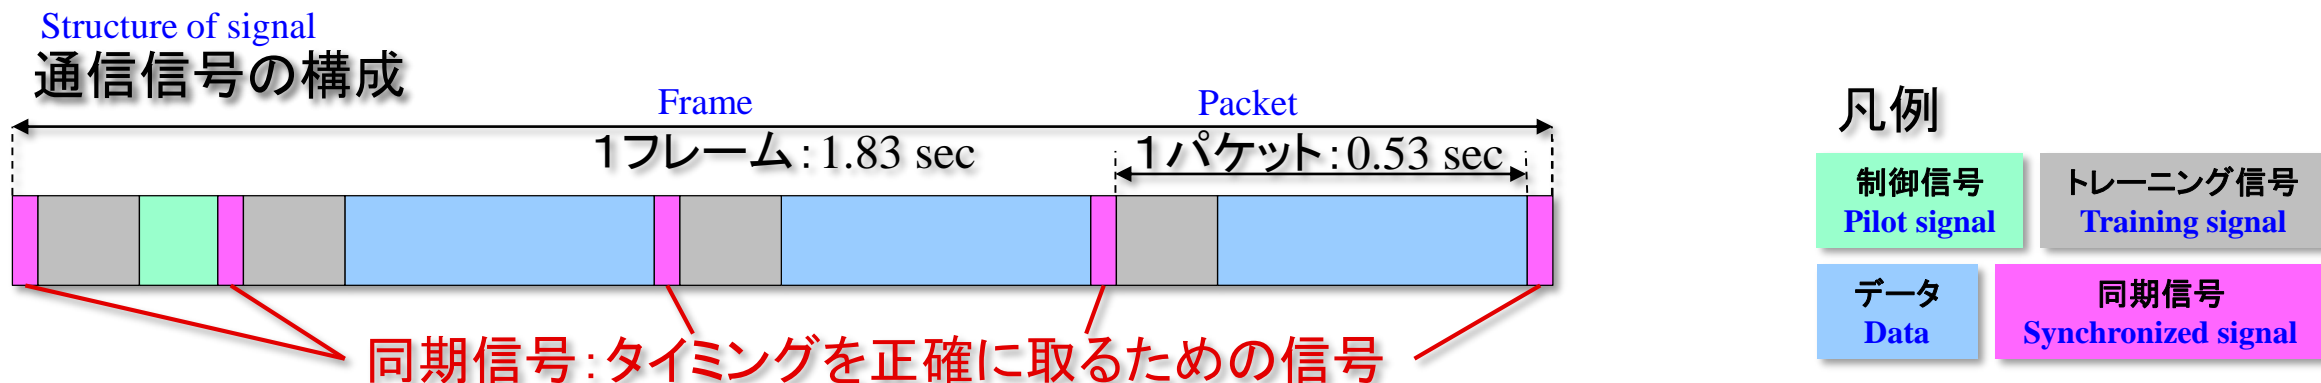 Structure of signal
通信信号の構成
Frame
Packet
1フレーム：1.83 sec
1パケット：0.53 sec
同期信号：タイミングを正確に取るための信号
凡例
制御信号
Pilot signal
トレーニング信号
Training signal
データ
Data
同期信号
Synchronized signal